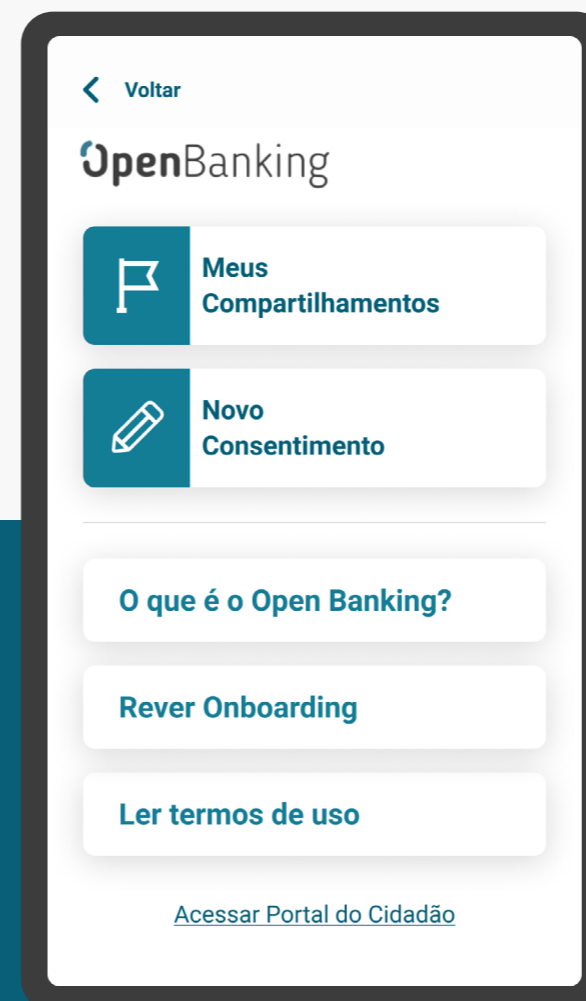 Voltar
OpenBanking
Meus
Compartilhamentos
Novo
Consentimento
O que é o Open Banking?
Rever Onboarding
Ler termos de uso
Acessar Portal do Cidadão